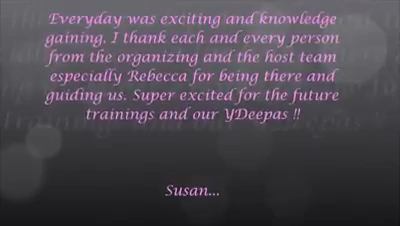 Everyday was exciting and knowledge
gaining. I thank each and every person
from the organizing and the host team
especially Rebecca for being there and
guiding us. Super excited for the future
trainings and our YDeepas !!
Susan...